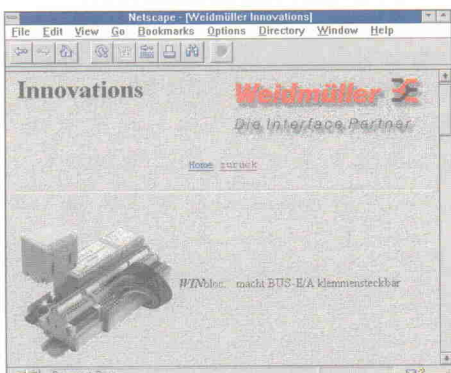 Netscape - [Weidmüller Innovations]
File Edit View Go Bookmarks Options Directory Window Help
Innovations
Weidmüller
Die Interface Partner
Home zurück
WINbloc macht BUS-E/A klemmensteckbar